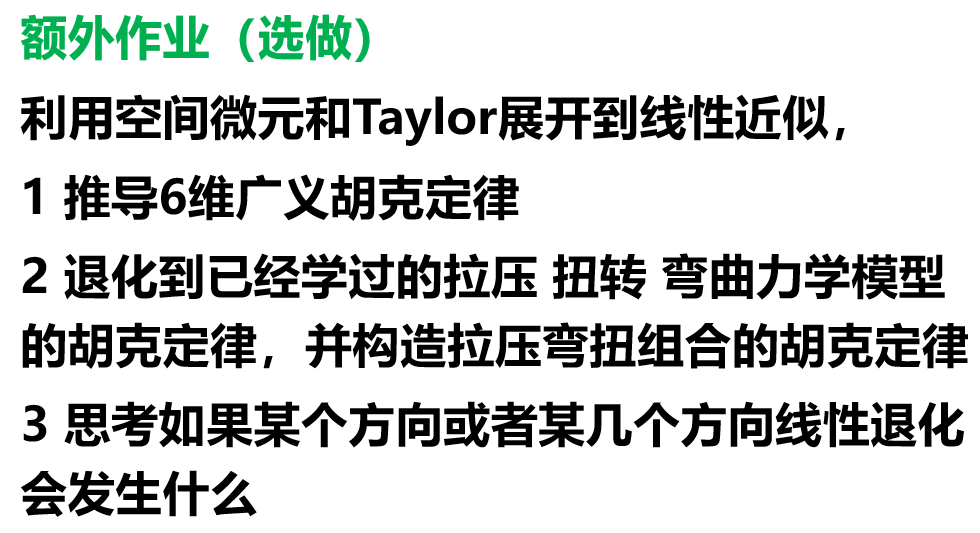 额外作业（选做）
利用空间微元和Taylor展开到线性近似，
1 推导6维广义胡克定律
2 退化到已经学过的拉压 扭转 弯曲力学模型
的胡克定律，并构造拉压弯扭组合的胡克定律
3 思考如果某个方向或者某几个方向线性退化
会发生什么